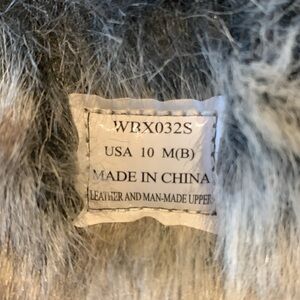 WBX032S
USA 10 M(B)
MADE IN CHINA
LEATHER AND MAN-MADE UPPER